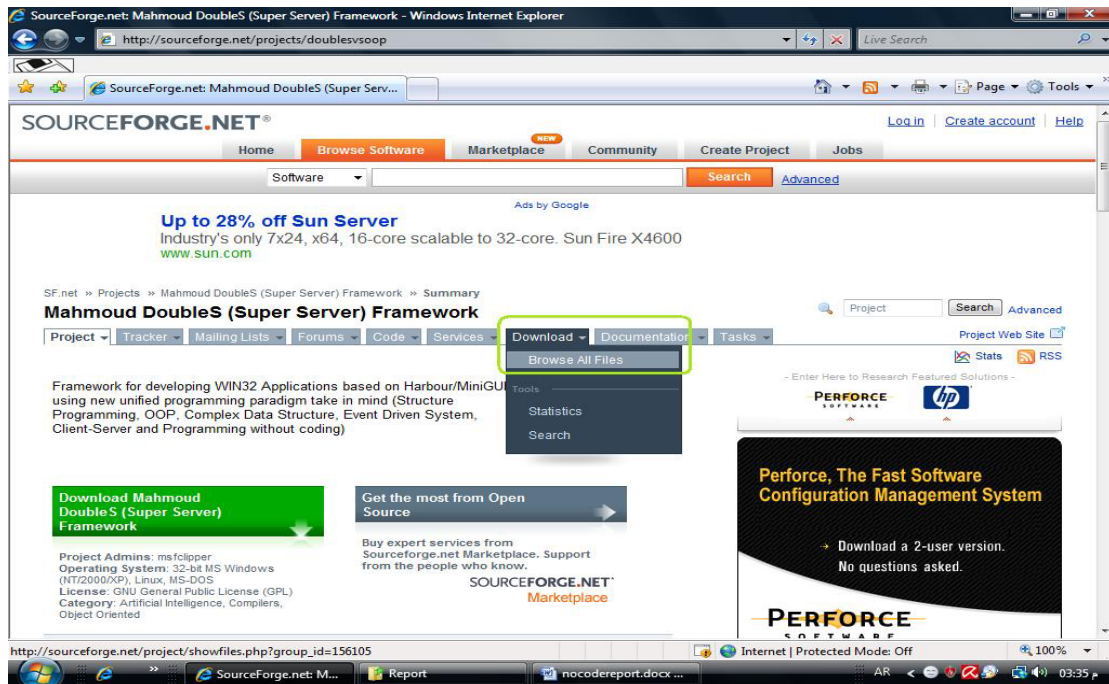 SourceForge.net: Mahmoud DoubleS (Super Server) Framework - Windows Internet Explorer
http://sourceforge.net/projects/doublesvsoop
Live Search
SourceForge.net: Mahmoud DoubleS (Super Serv...
Page
Tools
SOURCEFORGE.NET®
Log in
Create account
Help
NEW
Home
Browse Software
Marketplace
Community
Create Project
Jobs
Software
Search
Advanced
Ads by Google
Up to 28% off Sun Server
Industry's only 7x24, x64, 16-core scalable to 32-core. Sun Fire X4600
www.sun.com
SF.net » Projects » Mahmoud DoubleS (Super Server) Framework » Summary
Mahmoud DoubleS (Super Server) Framework
Project
Search
Advanced
Project
Tracker
Mailing Lists
Forums
Code
Services
Download
Documentation
Tasks
Project Web Site
Browse All Files
Stats
RSS
Tools
Statistics
Search
Framework for developing WIN32 Applications based on Harbour/MiniGUI
using new unified programming paradigm take in mind (Structure
Programming, OOP, Complex Data Structure, Event Driven System,
Client-Server and Programming without coding)
- Enter Here to Research Featured Solutions -
PERFORCE
SOFTWARE
hp
Download Mahmoud
DoubleS (Super Server)
Framework
Project Admins: msfclipper
Operating System: 32-bit MS Windows
(NT/2000/XP), Linux, MS-DOS
License: GNU General Public License (GPL)
Category: Artificial Intelligence, Compilers,
Object Oriented
Get the most from Open
Source
Buy expert services from
Sourceforge.net Marketplace. Support
from the people who know.
SOURCEFORGE.NET
Marketplace
Perforce, The Fast Software
Configuration Management System
Download a 2-user version.
No questions asked.
PERFORCE
SOFTWARE
http://sourceforge.net/project/showfiles.php?group_id=156105
Internet | Protected Mode: Off
100%
SourceForge.net: M...
Report
nocodereport.docx ...
AR
03:35 م